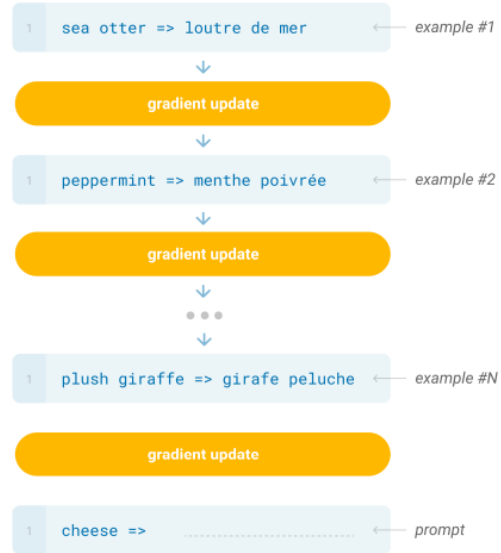 1 sea otter => loutre de mer example #1
gradient update
1 peppermint => menthe poivrée example #2
gradient update
1 plush giraffe => girafe peluche example #N
gradient update
1 cheese => prompt